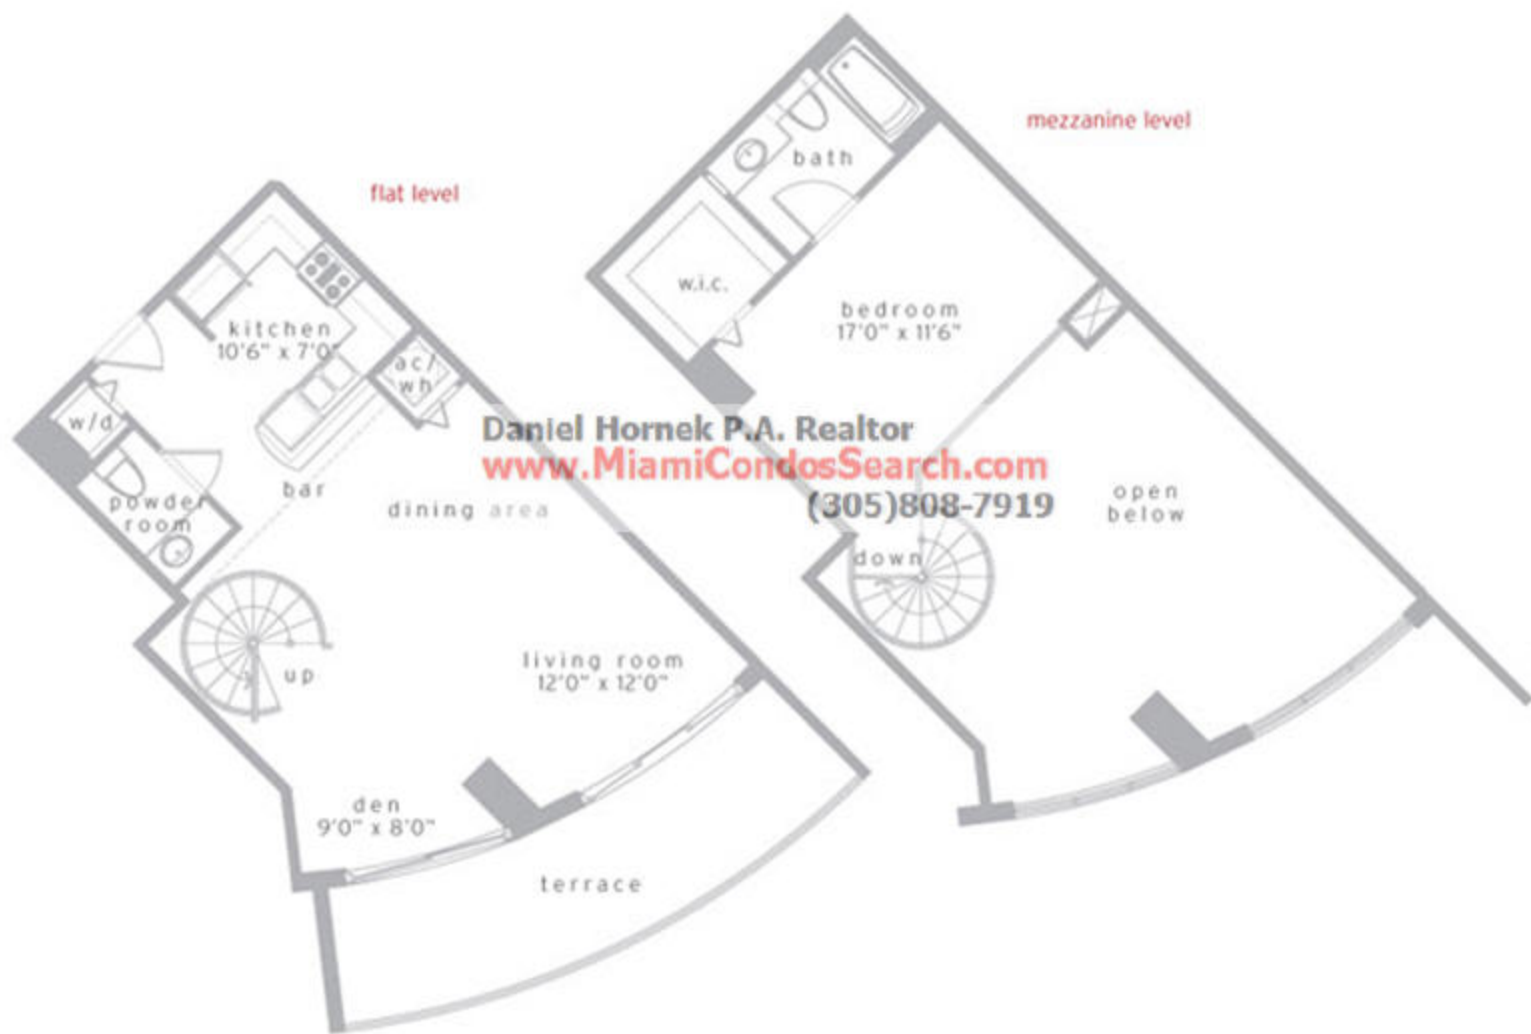 mezzanine level
bath
flat level
w.i.c.
bedroom
17'0" x 11'6"
kitchen
10'6" x 7'0"
ac/
wh
w/d
Daniel Hornek P.A. Realtor
www.MiamiCondosSearch.com
(305)808-7919
bar
dining area
powder
room
open
below
down
up
living room
12'0" x 12'0"
den
9'0" x 8'0"
terrace